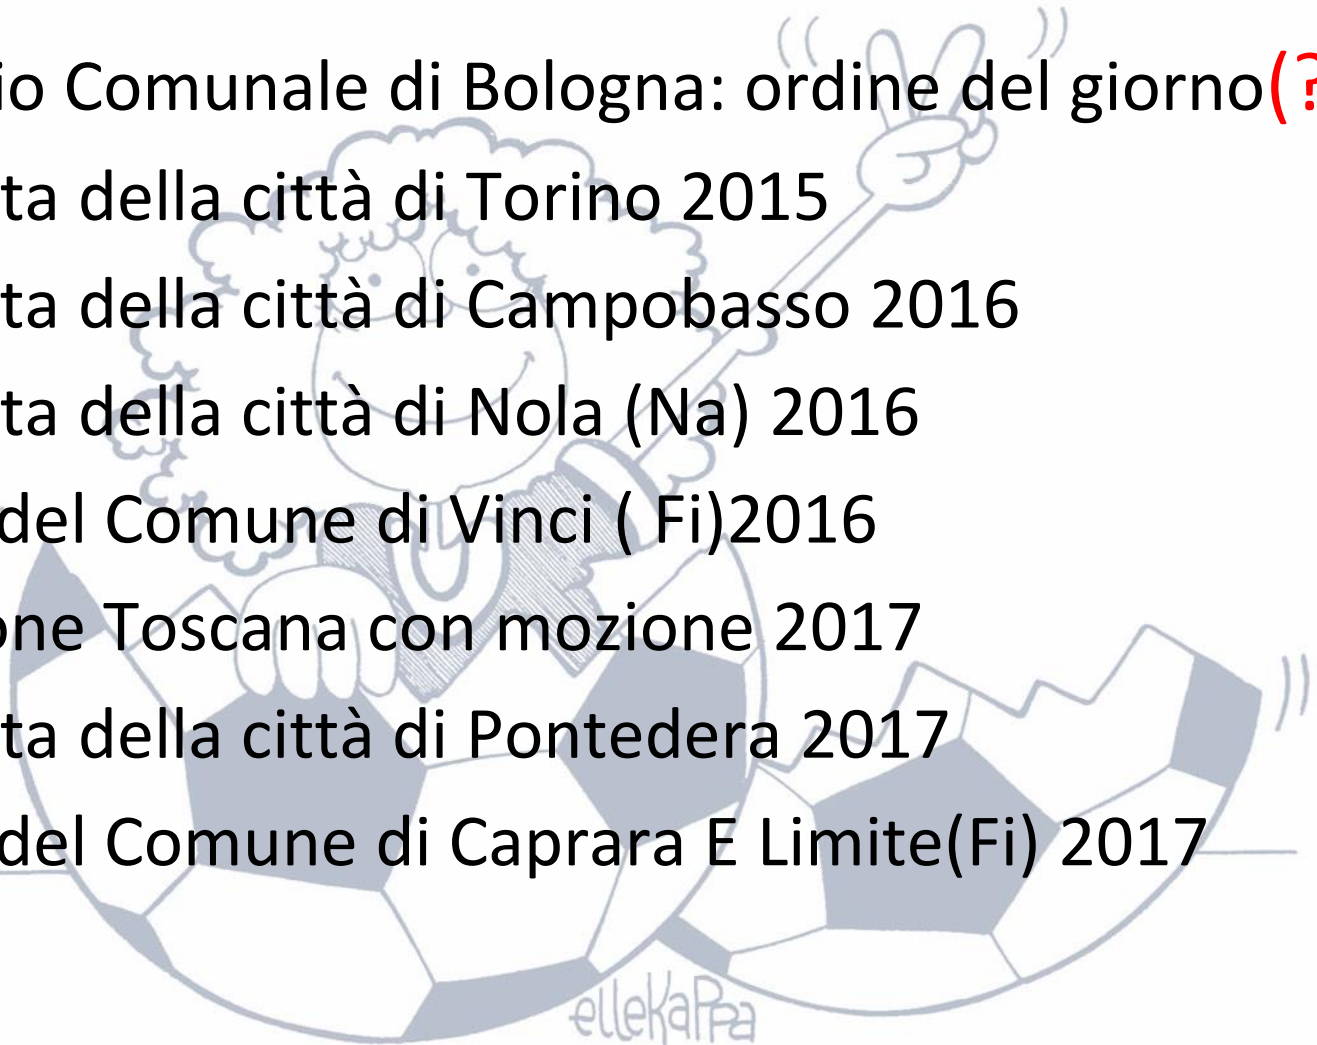 io Comunale di Bologna: ordine del giorno(?
ta della città di Torino 2015
ta della città di Campobasso 2016
ta della città di Nola (Na) 2016
del Comune di Vinci ( Fi)2016
one Toscana con mozione 2017
ta della città di Pontedera 2017
del Comune di Caprara E Limite(Fi) 2017
elleKappa